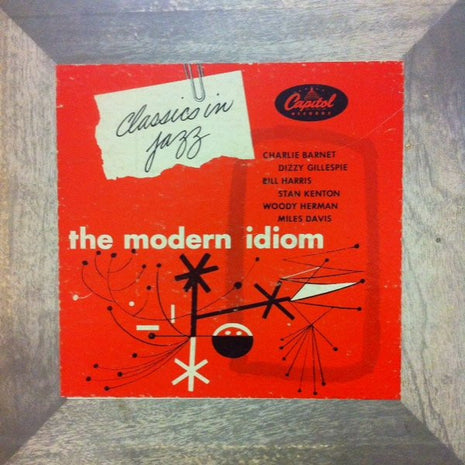 Classics in
jazz
Capitol
RECORDS
CHARLIE BARNET
DIZZY GILLESPIE
BILL HARRIS
STAN KENTON
WOODY HERMAN
MILES DAVIS
the modern idiom